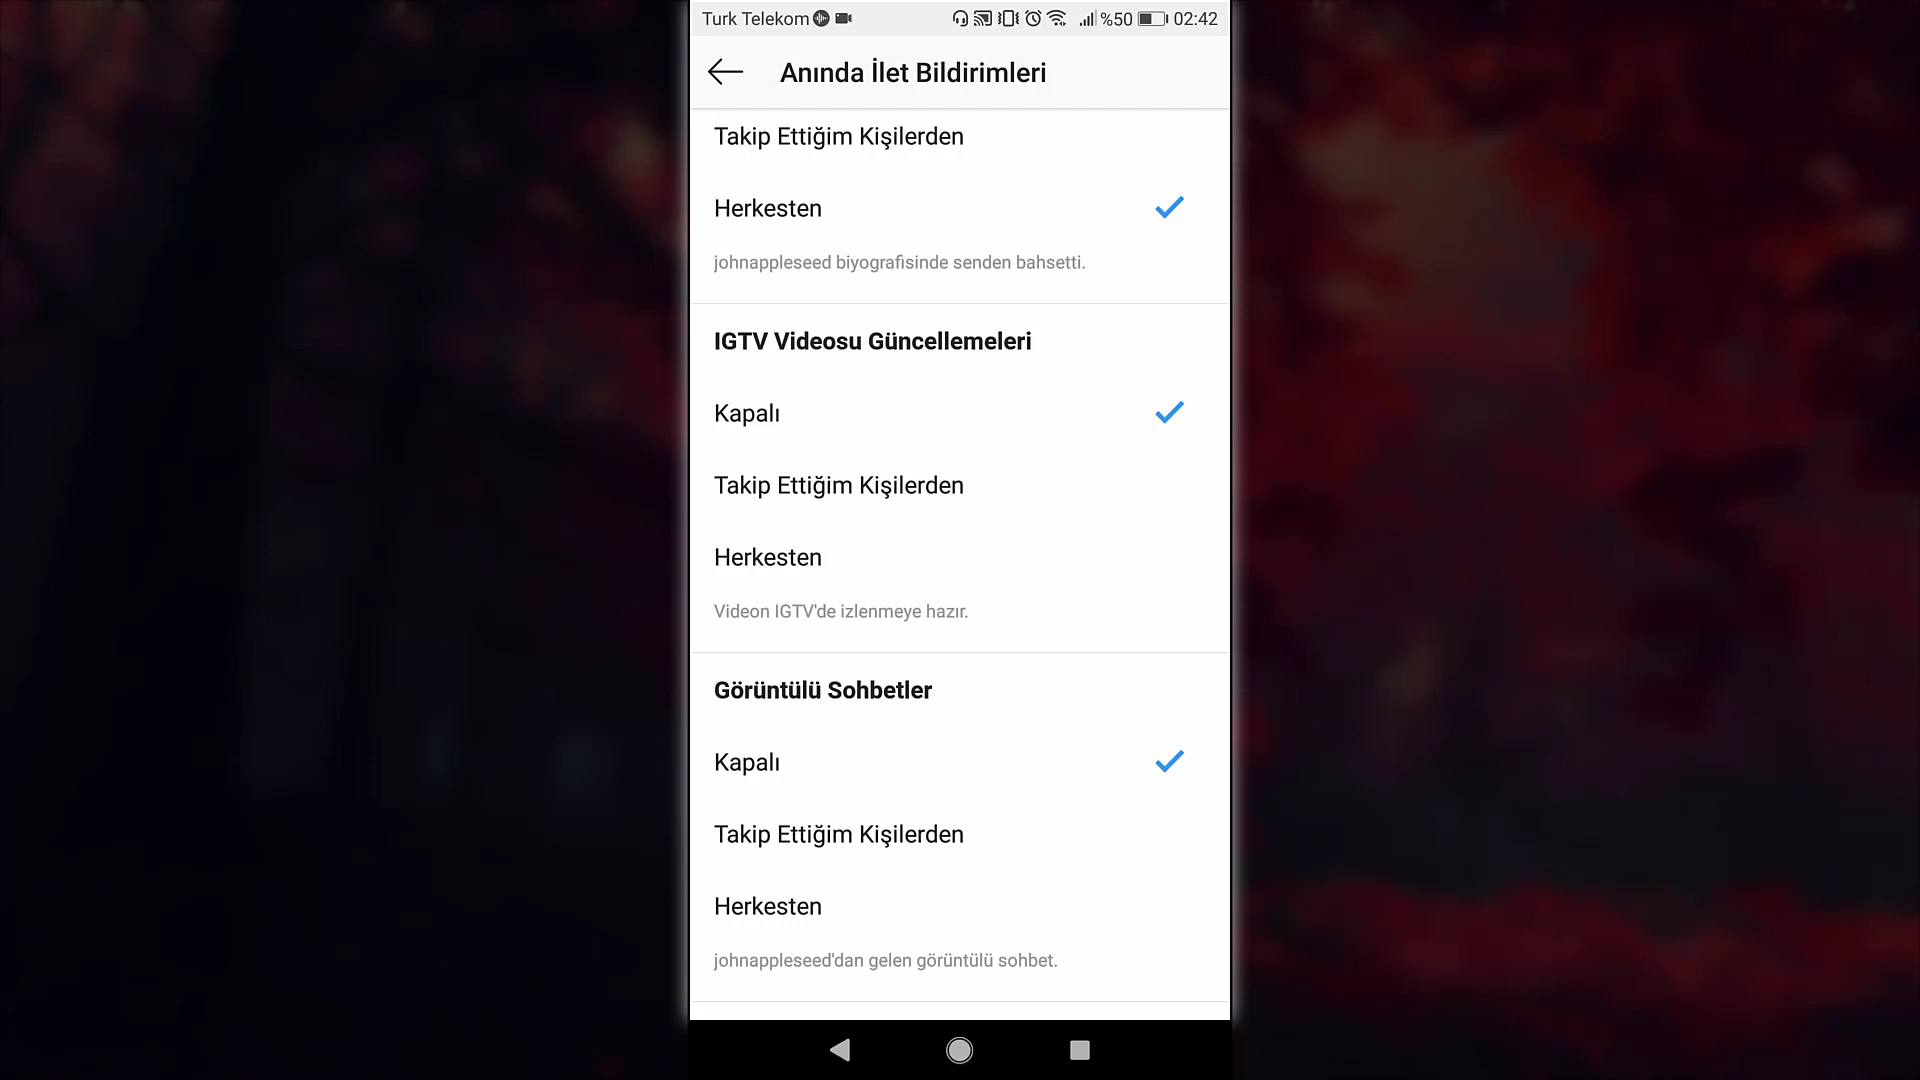 Turk Telekom %50 02:42
Anında İlet Bildirimleri
Takip Ettiğim Kişilerden
Herkesten
johnappleseed biyografisinde senden bahsetti.
IGTV Videosu Güncellemeleri
Kapalı
Takip Ettiğim Kişilerden
Herkesten
Videon IGTV'de izlenmeye hazır.
Görüntülü Sohbetler
Kapalı
Takip Ettiğim Kişilerden
Herkesten
johnappleseed'dan gelen görüntülü sohbet.